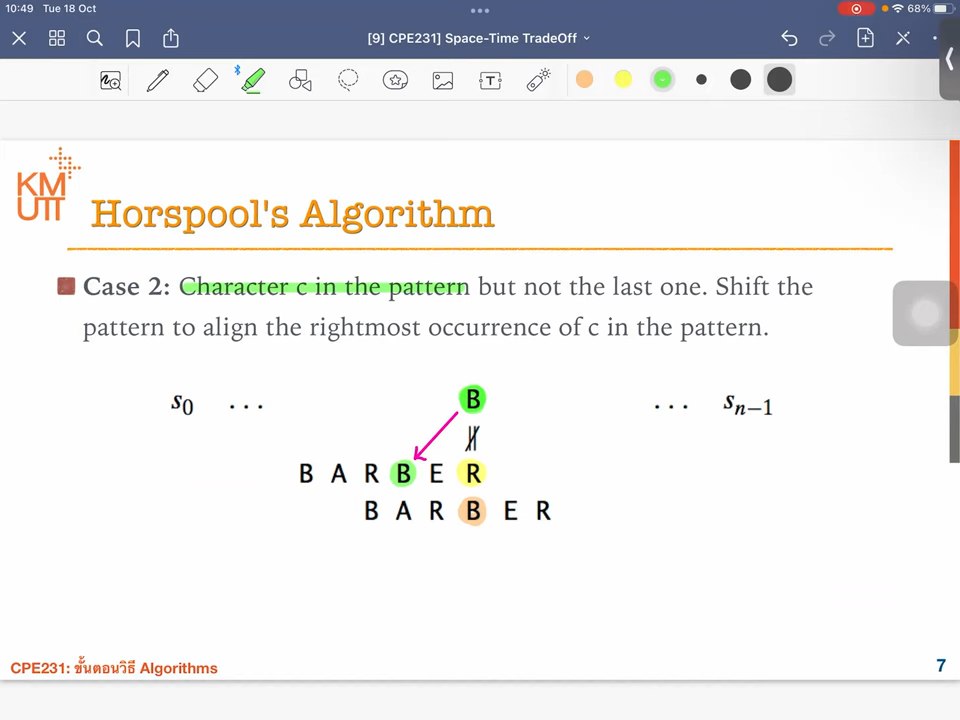 10:49 Tue 18 Oct
68%
[9] CPE231] Space-Time TradeOff
T
KM
UTT
Horspool's Algorithm
Case 2: Character c in the pattern but not the last one. Shift the
pattern to align the rightmost occurrence of c in the pattern.
s0 ... B ... sn−1
B A R B E R
B A R B E R
CPE231: ขั้นตอนวิธี Algorithms
7